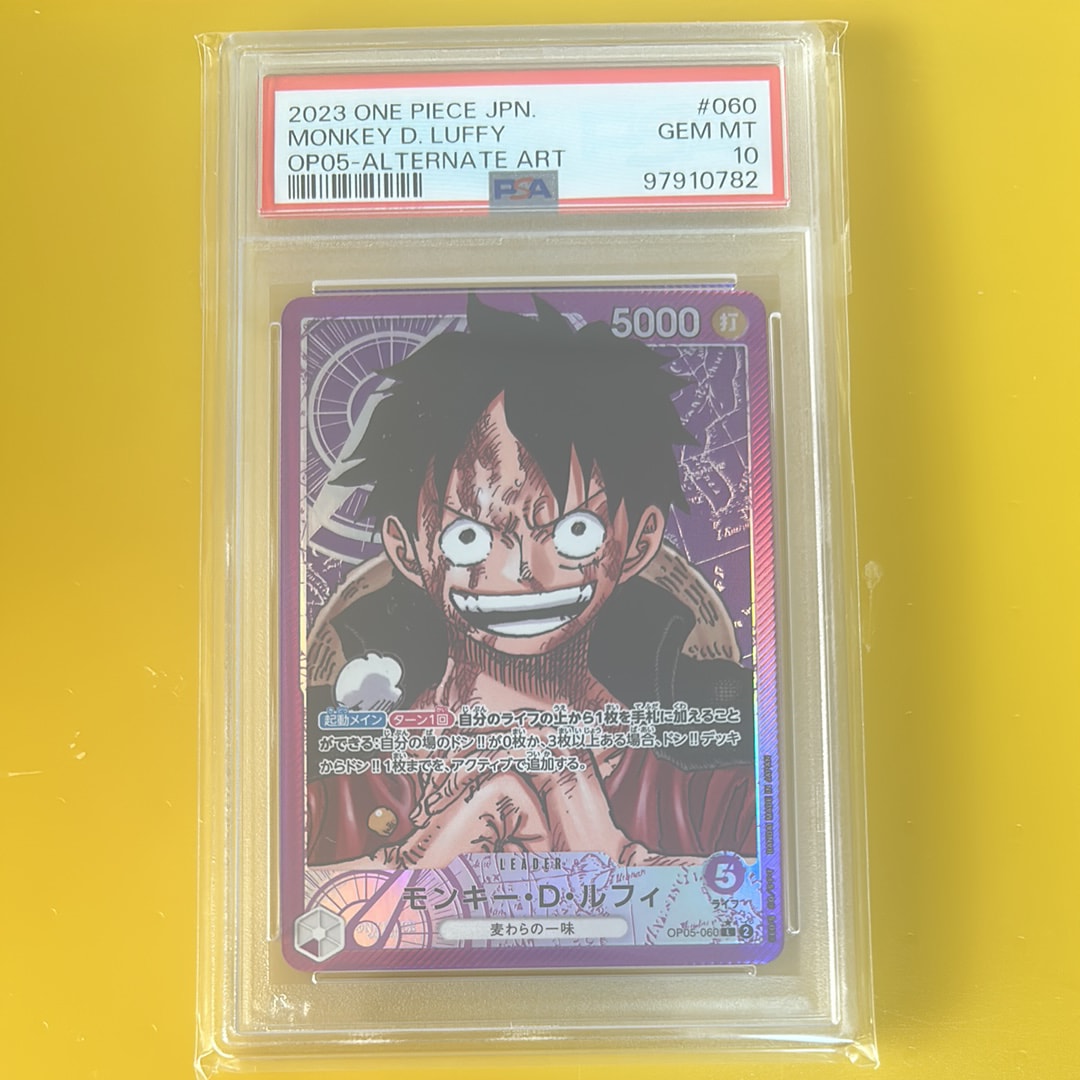 2023 ONE PIECE JPN. #060
MONKEY D. LUFFY GEM MT
OP05-ALTERNATE ART 10
PSA 97910782
5000 打
起動メイン ターン1回 自分のライフの上から1枚を手札に加えること
ができる:自分の場のドン!!が0枚か、3枚以上ある場合、ドン!!デッキ
からドン!!1枚までを、アクティブで追加する。
LEADER
モンキー・D・ルフィ
5
ライフ
麦わらの一味
OP05-060 L 2
BANDAI MADE IN JAPAN